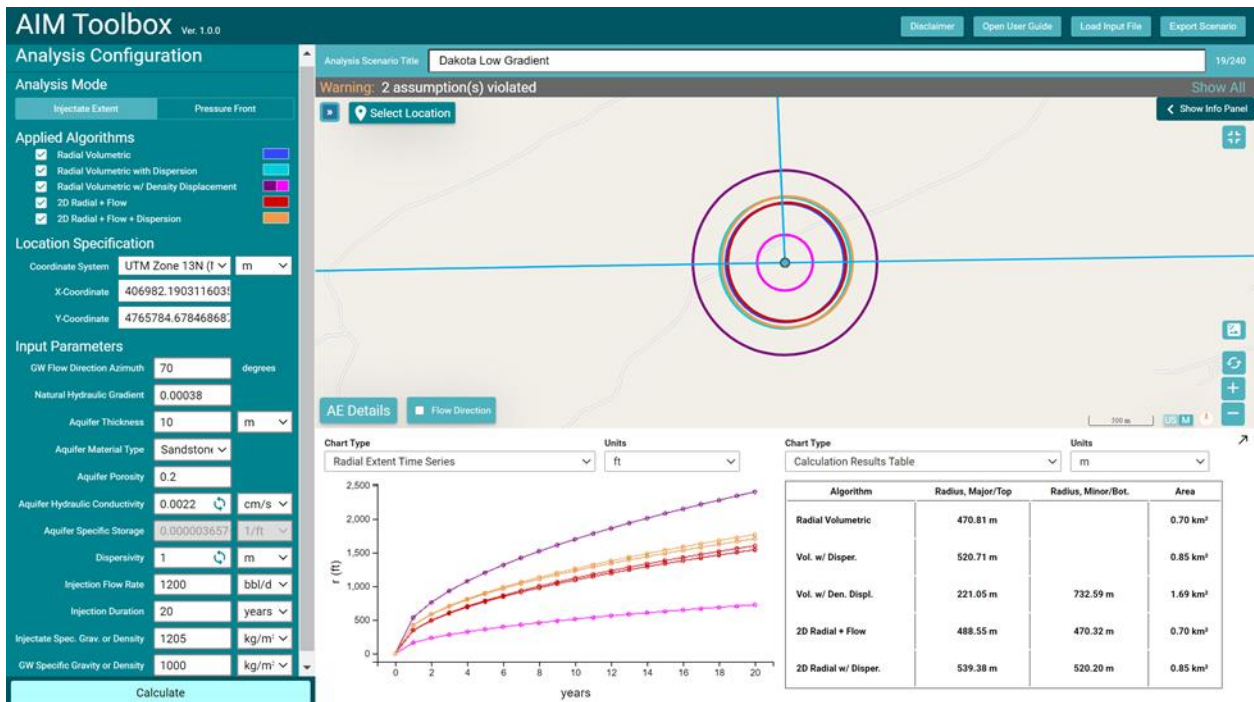 AIM Toolbox Ver. 1.0.0
Disclaimer
Open User Guide
Load Input File
Export Scenario
Analysis Configuration
Analysis Mode
Injectate Extent Pressure Front
Applied Algorithms
Radial Volumetric
Radial Volumetric with Dispersion
Radial Volumetric w/ Density Displacement
2D Radial + Flow
2D Radial + Flow + Dispersion
Location Specification
Coordinate System UTM Zone 13N (I m
X-Coordinate 406982.190311603
Y-Coordinate 4765784.678468687
Input Parameters
GW Flow Direction Azimuth 70 degrees
Natural Hydraulic Gradient 0.00038
Aquifer Thickness 10 m
Aquifer Material Type Sandstone
Aquifer Porosity 0.2
Aquifer Hydraulic Conductivity 0.0022 cm/s
Aquifer Specific Storage 0.000003657 1/ft
Dispersivity 1 m
Injection Flow Rate 1200 bbl/d
Injection Duration 20 years
Injectate Spec. Grav. or Density 1205 kg/m³
GW Specific Gravity or Density 1000 kg/m³
Calculate
Analysis Scenario Title Dakota Low Gradient 19/240
Warning: 2 assumption(s) violated Show All
» Select Location
Show Info Panel
AE Details Flow Direction
300 m US M
Chart Type Units
Radial Extent Time Series ft
2,500
2,000
1,500
1,000
500
0
r (ft)
0 2 4 6 8 10 12 14 16 18 20
years
Chart Type Units
Calculation Results Table m
Algorithm Radius, Major/Top Radius, Minor/Bot. Area
Radial Volumetric 470.81 m 0.70 km²
Vol. w/ Disper. 520.71 m 0.85 km²
Vol. w/ Den. Displ. 221.05 m 732.59 m 1.69 km²
2D Radial + Flow 488.55 m 470.32 m 0.70 km²
2D Radial w/ Disper. 539.38 m 520.20 m 0.85 km²